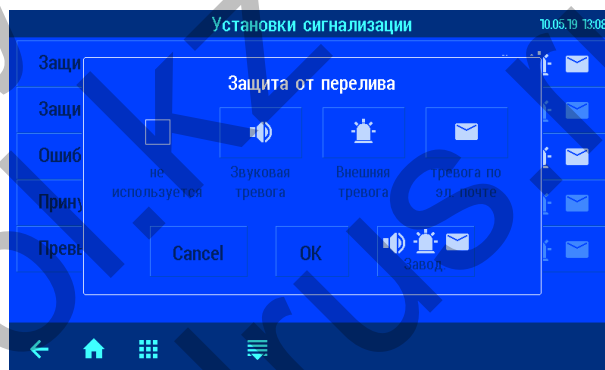 Установки сигнализации
10.05.19 13:08
Защи
Защита от перелива
Защи
Ошиб
не используется
Звуковая тревога
Внешняя тревога
тревога по эл. почте
Прину
Превы
Cancel
OK
Завод